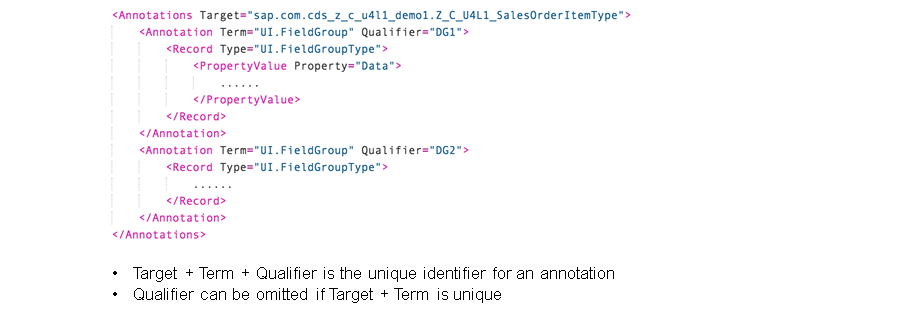 <Annotations Target="sap.com.cds_z_c_u4l1_demo1.Z_C_U4L1_SalesOrderItemType">
<Annotation Term="UI.FieldGroup" Qualifier="DG1">
<Record Type="UI.FieldGroupType">
<PropertyValue Property="Data">
......
</PropertyValue>
</Record>
</Annotation>
<Annotation Term="UI.FieldGroup" Qualifier="DG2">
<Record Type="UI.FieldGroupType">
......
</Record>
</Annotation>
</Annotations>
• Target + Term + Qualifier is the unique identifier for an annotation
• Qualifier can be omitted if Target + Term is unique